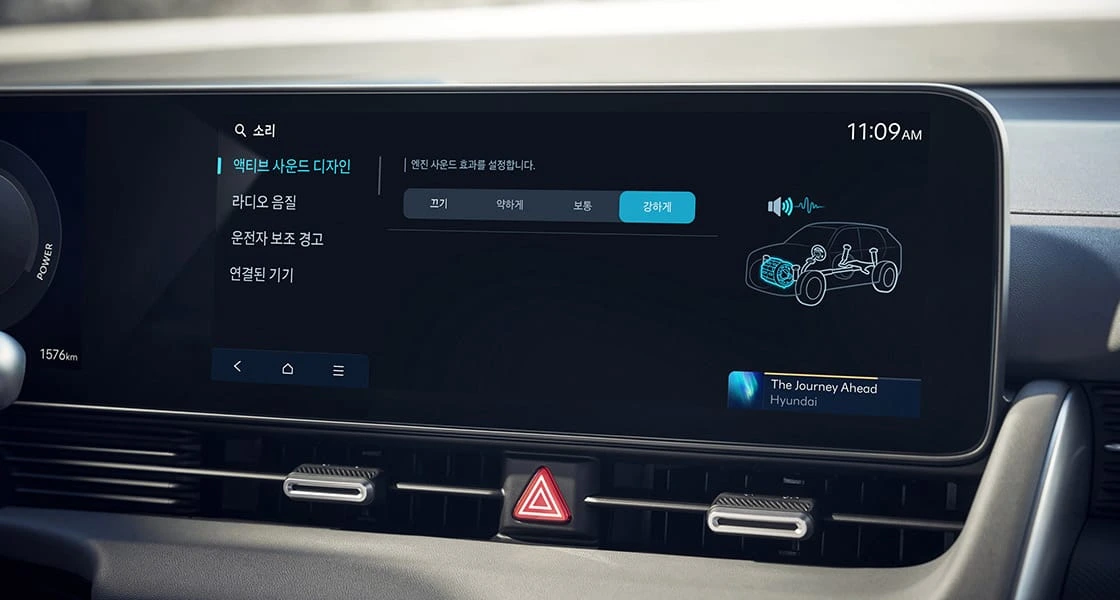 소리
11:09AM
액티브 사운드 디자인
엔진 사운드 효과를 설정합니다.
라디오 음질
끄기 약하게 보통 강하게
운전자 보조 경고
연결된 기기
POWER
1576km
The Journey Ahead
Hyundai